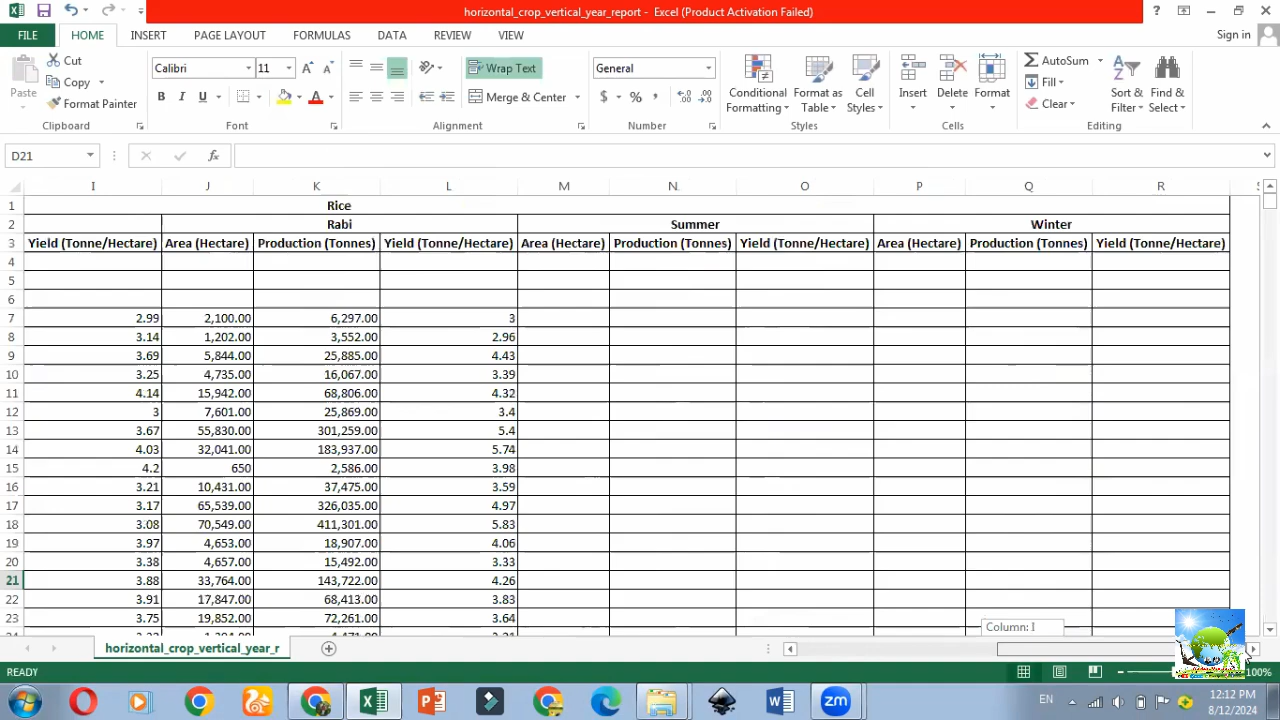 horizontal_crop_vertical_year_report - Excel (Product Activation Failed)
FILE HOME INSERT PAGE LAYOUT FORMULAS DATA REVIEW VIEW Sign in
Cut
Copy
Format Painter
Paste
Clipboard
Calibri 11
B I U
Font
Wrap Text
Merge & Center
Alignment
General
$ % ,
Number
Conditional Formatting
Format as Table
Cell Styles
Styles
Insert Delete Format
Cells
AutoSum
Fill
Clear
Sort & Filter
Find & Select
Editing
D21 fx
I J K L M N O P Q R
1 Rice
2 Rabi Summer Winter
3 Yield (Tonne/Hectare) Area (Hectare) Production (Tonnes) Yield (Tonne/Hectare) Area (Hectare) Production (Tonnes) Yield (Tonne/Hectare) Area (Hectare) Production (Tonnes) Yield (Tonne/Hectare)
4
5
6
7 2.99 2,100.00 6,297.00 3
8 3.14 1,202.00 3,552.00 2.96
9 3.69 5,844.00 25,885.00 4.43
10 3.25 4,735.00 16,067.00 3.39
11 4.14 15,942.00 68,806.00 4.32
12 3 7,601.00 25,869.00 3.4
13 3.67 55,830.00 301,259.00 5.4
14 4.03 32,041.00 183,937.00 5.74
15 4.2 650 2,586.00 3.98
16 3.21 10,431.00 37,475.00 3.59
17 3.17 65,539.00 326,035.00 4.97
18 3.08 70,549.00 411,301.00 5.83
19 3.97 4,653.00 18,907.00 4.06
20 3.38 4,657.00 15,492.00 3.33
21 3.88 33,764.00 143,722.00 4.26
22 3.91 17,847.00 68,413.00 3.83
23 3.75 19,852.00 72,261.00 3.64
Column: I
horizontal_crop_vertical_year_r
READY 100%
EN 12:12 PM
8/12/2024